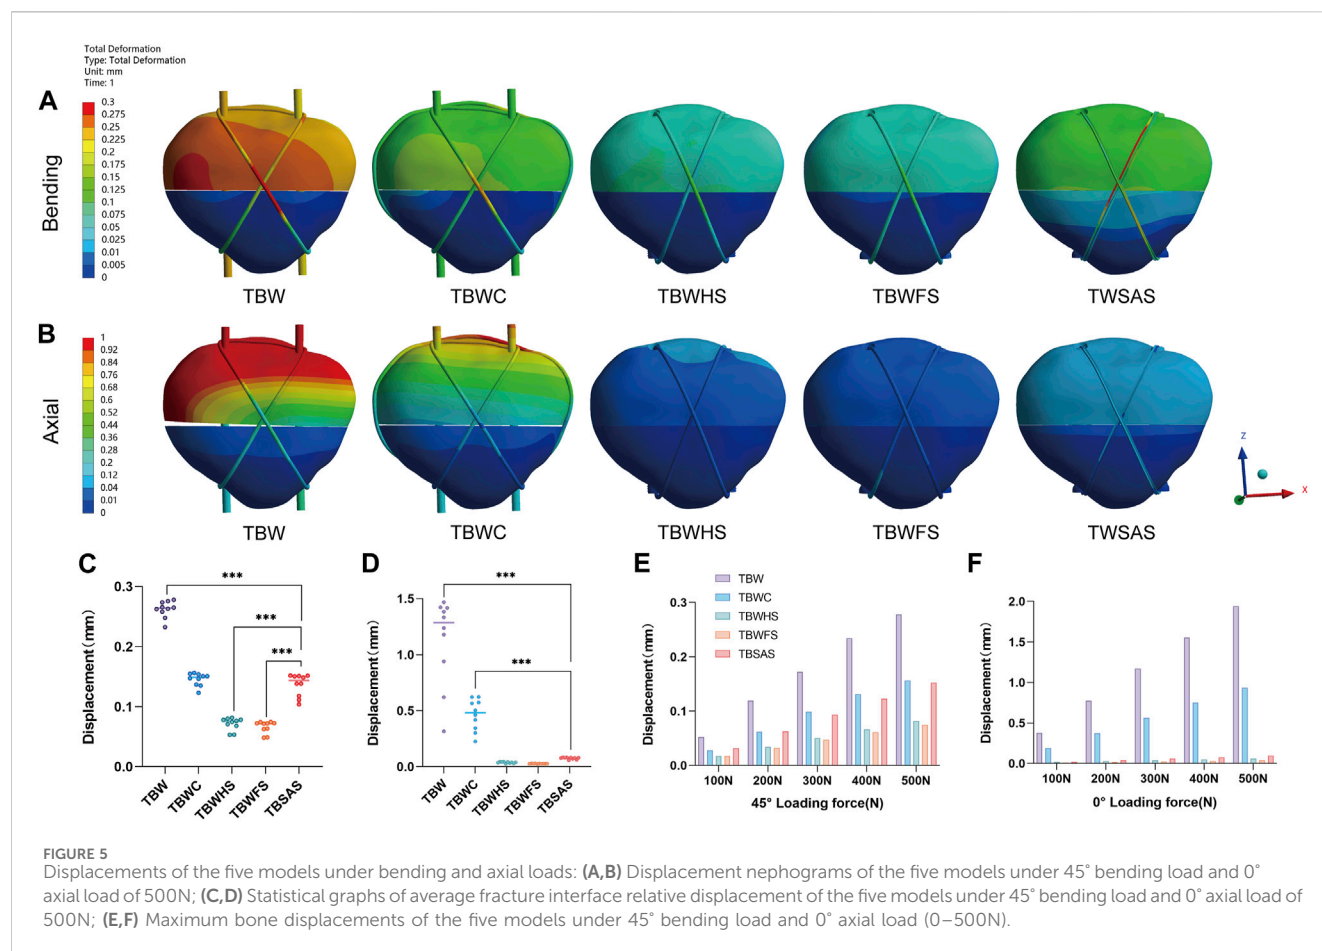 Total Deformation
Type: Total Deformation
Unit: mm
Time: 1
A
Bending
0.3
0.275
0.25
0.225
0.2
0.175
0.15
0.125
0.1
0.075
0.05
0.025
0.01
0.005
0
TBW
TBWC
TBWHS
TBWFS
TWSAS
B
Axial
1
0.92
0.84
0.76
0.68
0.6
0.52
0.44
0.36
0.28
0.2
0.12
0.04
0.01
0
TBW
TBWC
TBWHS
TBWFS
TWSAS
Z
X
C
Displacement(mm)
0.3
0.2
0.1
0.0
***
***
***
TBW
TBWC
TBWHS
TBWFS
TBSAS
D
Displacement(mm)
1.5
1.0
0.5
0.0
***
***
TBW
TBWC
TBWHS
TBWFS
TBSAS
E
TBW
TBWC
TBWHS
TBWFS
TBSAS
Displacement(mm)
0.3
0.2
0.1
0.0
100N 200N 300N 400N 500N
45° Loading force(N)
F
Displacement(mm)
2.0
1.5
1.0
0.5
0.0
100N 200N 300N 400N 500N
0° Loading force(N)
FIGURE 5
Displacements of the five models under bending and axial loads: (A,B) Displacement nephograms of the five models under 45° bending load and 0°
axial load of 500N; (C,D) Statistical graphs of average fracture interface relative displacement of the five models under 45° bending load and 0° axial load of
500N; (E,F) Maximum bone displacements of the five models under 45° bending load and 0° axial load (0–500N).